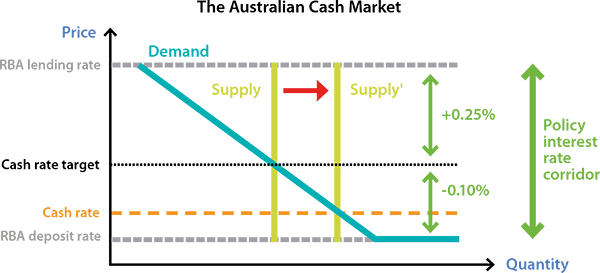 The Australian Cash Market
Price
RBA lending rate
Demand
Supply
Supply'
+0.25%
Policy
interest
rate
corridor
Cash rate target
-0.10%
Cash rate
RBA deposit rate
Quantity